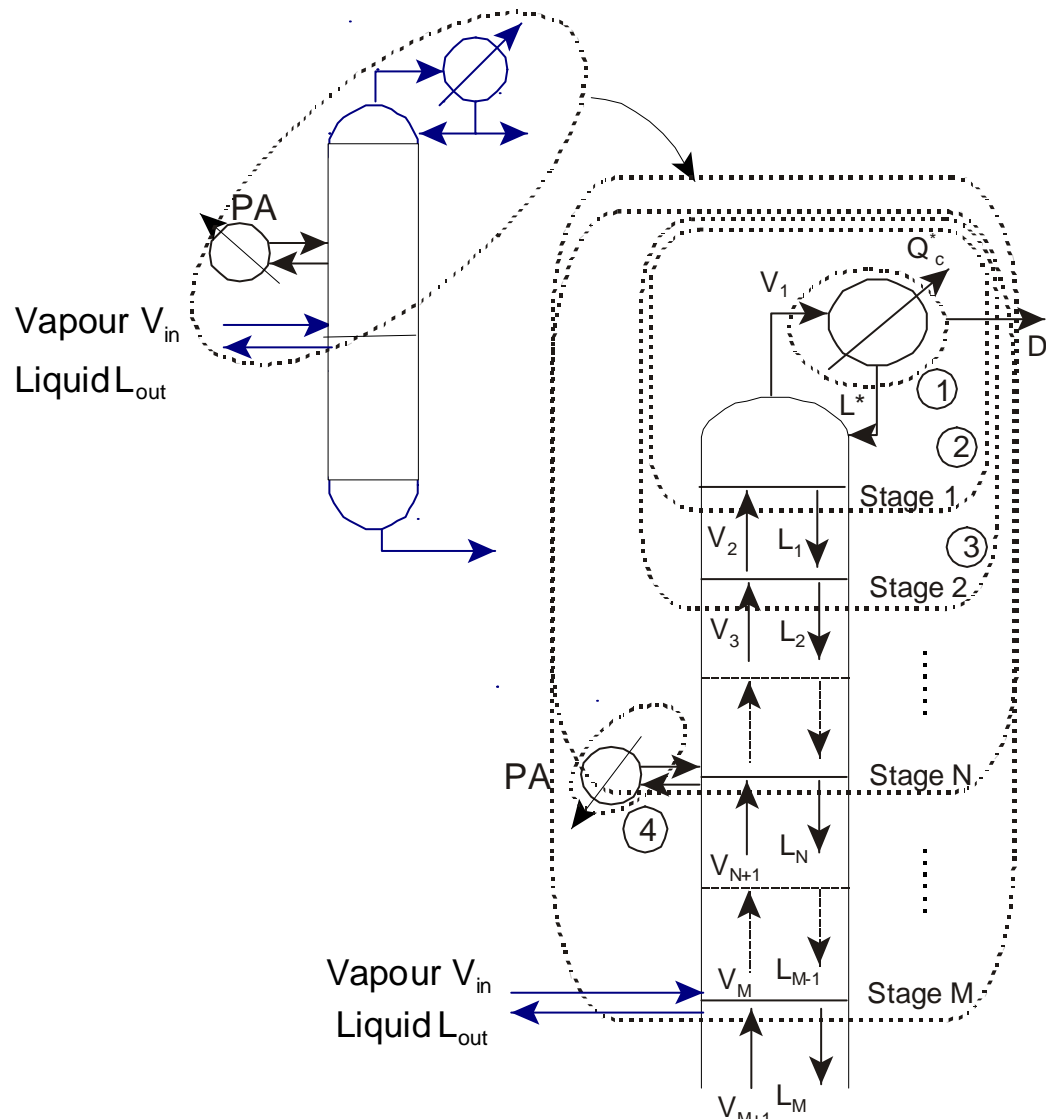 PA
Vapour V_in
Liquid L_out
Q*_c
V_1
D
L*
1
2
Stage 1
3
V_2
L_1
Stage 2
V_3
L_2
PA
Stage N
4
L_N
V_N+1
Vapour V_in
V_M
L_M-1
Stage M
Liquid L_out
V_M+1
L_M